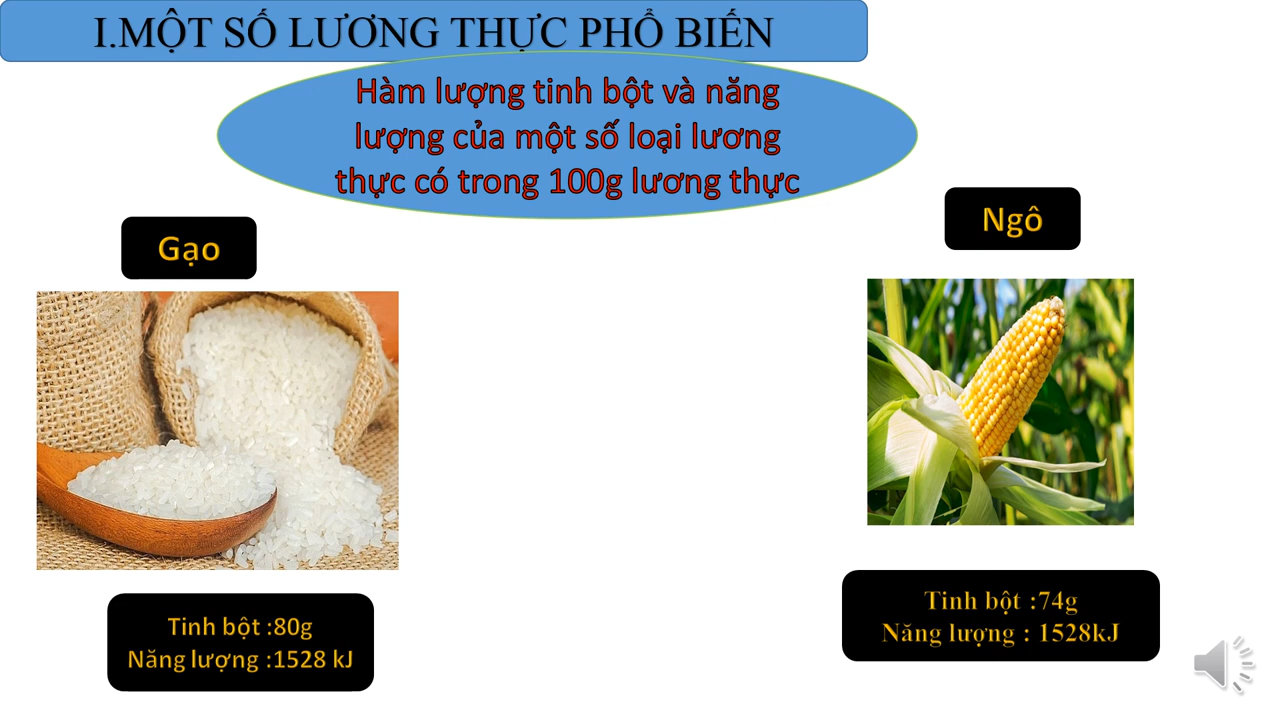 I.MỘT SỐ LƯƠNG THỰC PHỔ BIẾN
Hàm lượng tinh bột và năng
lượng của một số loại lương
thực có trong 100g lương thực
Gạo
Ngô
Tinh bột :80g
Năng lượng :1528 kJ
Tinh bột :74g
Năng lượng : 1528kJ